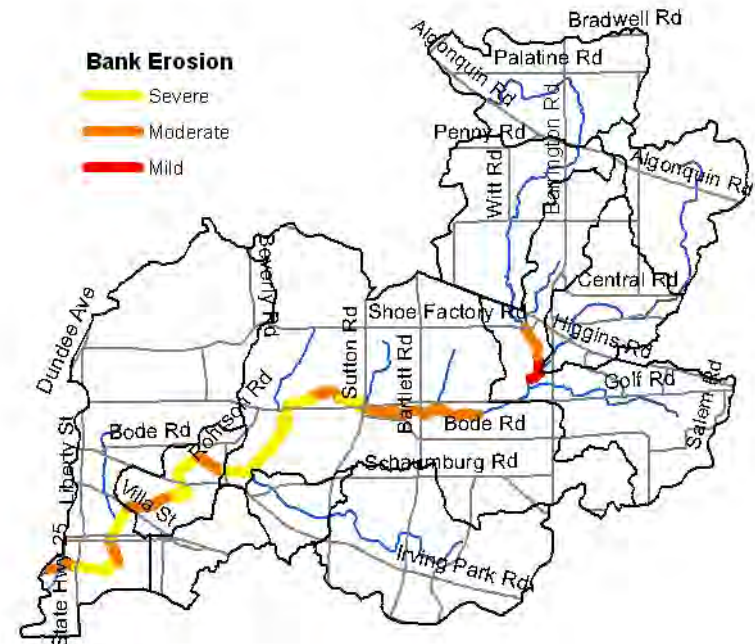 Bradwell Rd
Algonquin Rd
Palatine Rd
Bank Erosion
Severe
Moderate
Mild
Penny Rd
Barrington Rd
Algonquin Rd
Witt Rd
Beverly Rd
Central Rd
Dundee Ave
Shoe Factory Rd
Sutton Rd
Bartlett Rd
Higgins Rd
Golf Rd
Salem Rd
Bode Rd
Bode Rd
Liberty St
Schaumburg Rd
Villa St
Irving Park Rd
State Hwy 25